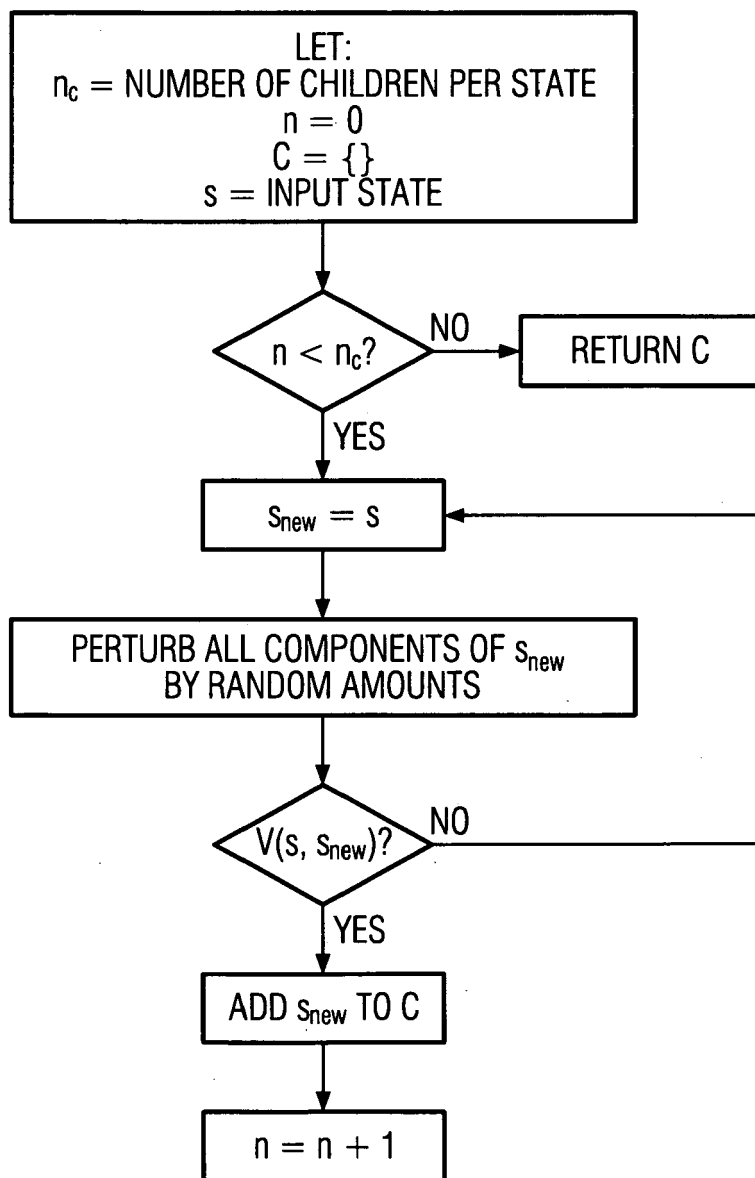 LET:
n_c = NUMBER OF CHILDREN PER STATE
n = 0
C = {}
s = INPUT STATE
n < n_c?
NO
RETURN C
YES
s_new = s
PERTURB ALL COMPONENTS OF s_new
BY RANDOM AMOUNTS
V(s, s_new)?
NO
YES
ADD s_new TO C
n = n + 1